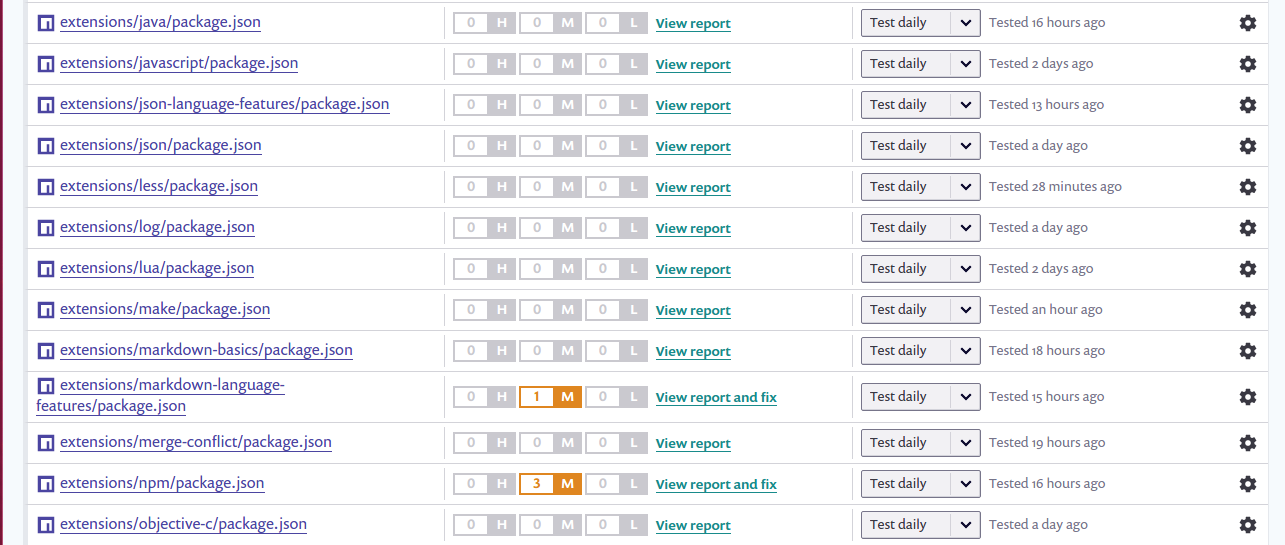 extensions/java/package.json 0 H 0 M 0 L View report Test daily Tested 16 hours ago
extensions/javascript/package.json 0 H 0 M 0 L View report Test daily Tested 2 days ago
extensions/json-language-features/package.json 0 H 0 M 0 L View report Test daily Tested 13 hours ago
extensions/json/package.json 0 H 0 M 0 L View report Test daily Tested a day ago
extensions/less/package.json 0 H 0 M 0 L View report Test daily Tested 28 minutes ago
extensions/log/package.json 0 H 0 M 0 L View report Test daily Tested a day ago
extensions/lua/package.json 0 H 0 M 0 L View report Test daily Tested 2 days ago
extensions/make/package.json 0 H 0 M 0 L View report Test daily Tested an hour ago
extensions/markdown-basics/package.json 0 H 0 M 0 L View report Test daily Tested 18 hours ago
extensions/markdown-language-
features/package.json 0 H 1 M 0 L View report and fix Test daily Tested 15 hours ago
extensions/merge-conflict/package.json 0 H 0 M 0 L View report Test daily Tested 19 hours ago
extensions/npm/package.json 0 H 3 M 0 L View report and fix Test daily Tested 16 hours ago
extensions/objective-c/package.json 0 H 0 M 0 L View report Test daily Tested a day ago